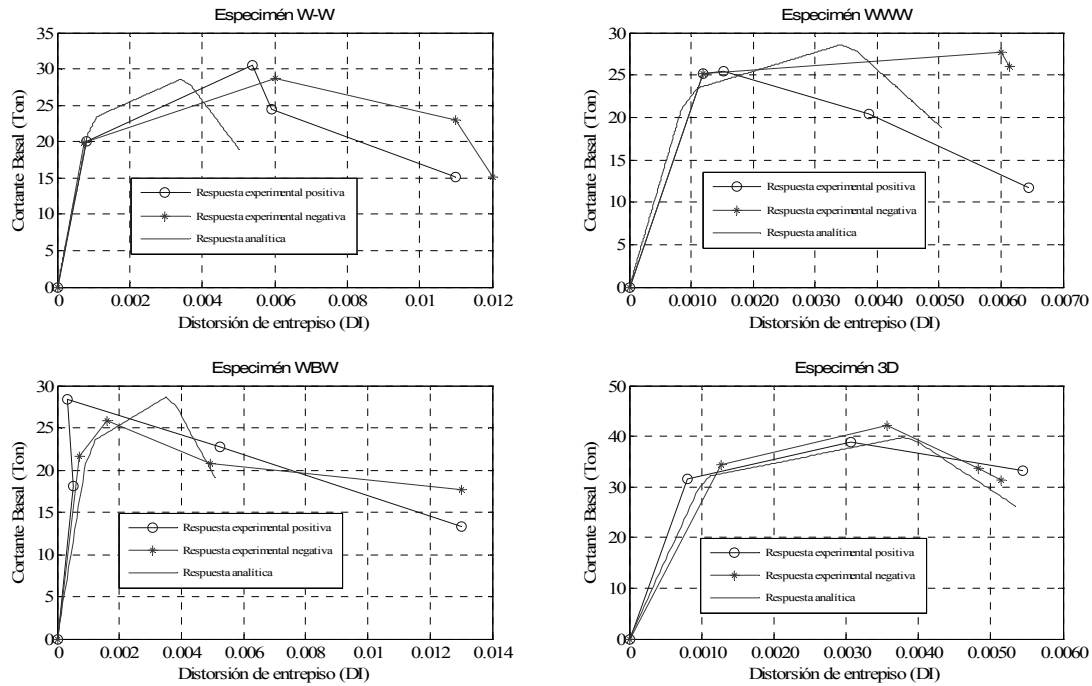 Especimén W-W
Cortante Basal (Ton)
35
30
25
20
15
10
5
0
Respuesta experimental positiva
Respuesta experimental negativa
Respuesta analítica
0 0.002 0.004 0.006 0.008 0.01 0.012
Distorsión de entrepiso (DI)
Especimén WWW
Cortante Basal (Ton)
30
25
20
15
10
5
0
Respuesta experimental positiva
Respuesta experimental negativa
Respuesta analítica
0 0.0010 0.0020 0.0030 0.0040 0.0050 0.0060 0.0070
Distorsión de entrepiso (DI)
Especimén WBW
Cortante Basal (Ton)
30
25
20
15
10
5
0
Respuesta experimental positiva
Respuesta experimental negativa
Respuesta analítica
0 0.002 0.004 0.006 0.008 0.010 0.012 0.014
Distorsión de entrepiso (DI)
Especimén 3D
Cortante Basal (Ton)
50
40
30
20
10
0
Respuesta experimental positiva
Respuesta experimental negativa
Respuesta analítica
0 0.0010 0.0020 0.0030 0.0040 0.0050 0.0060
Distorsión de entrepiso (DI)